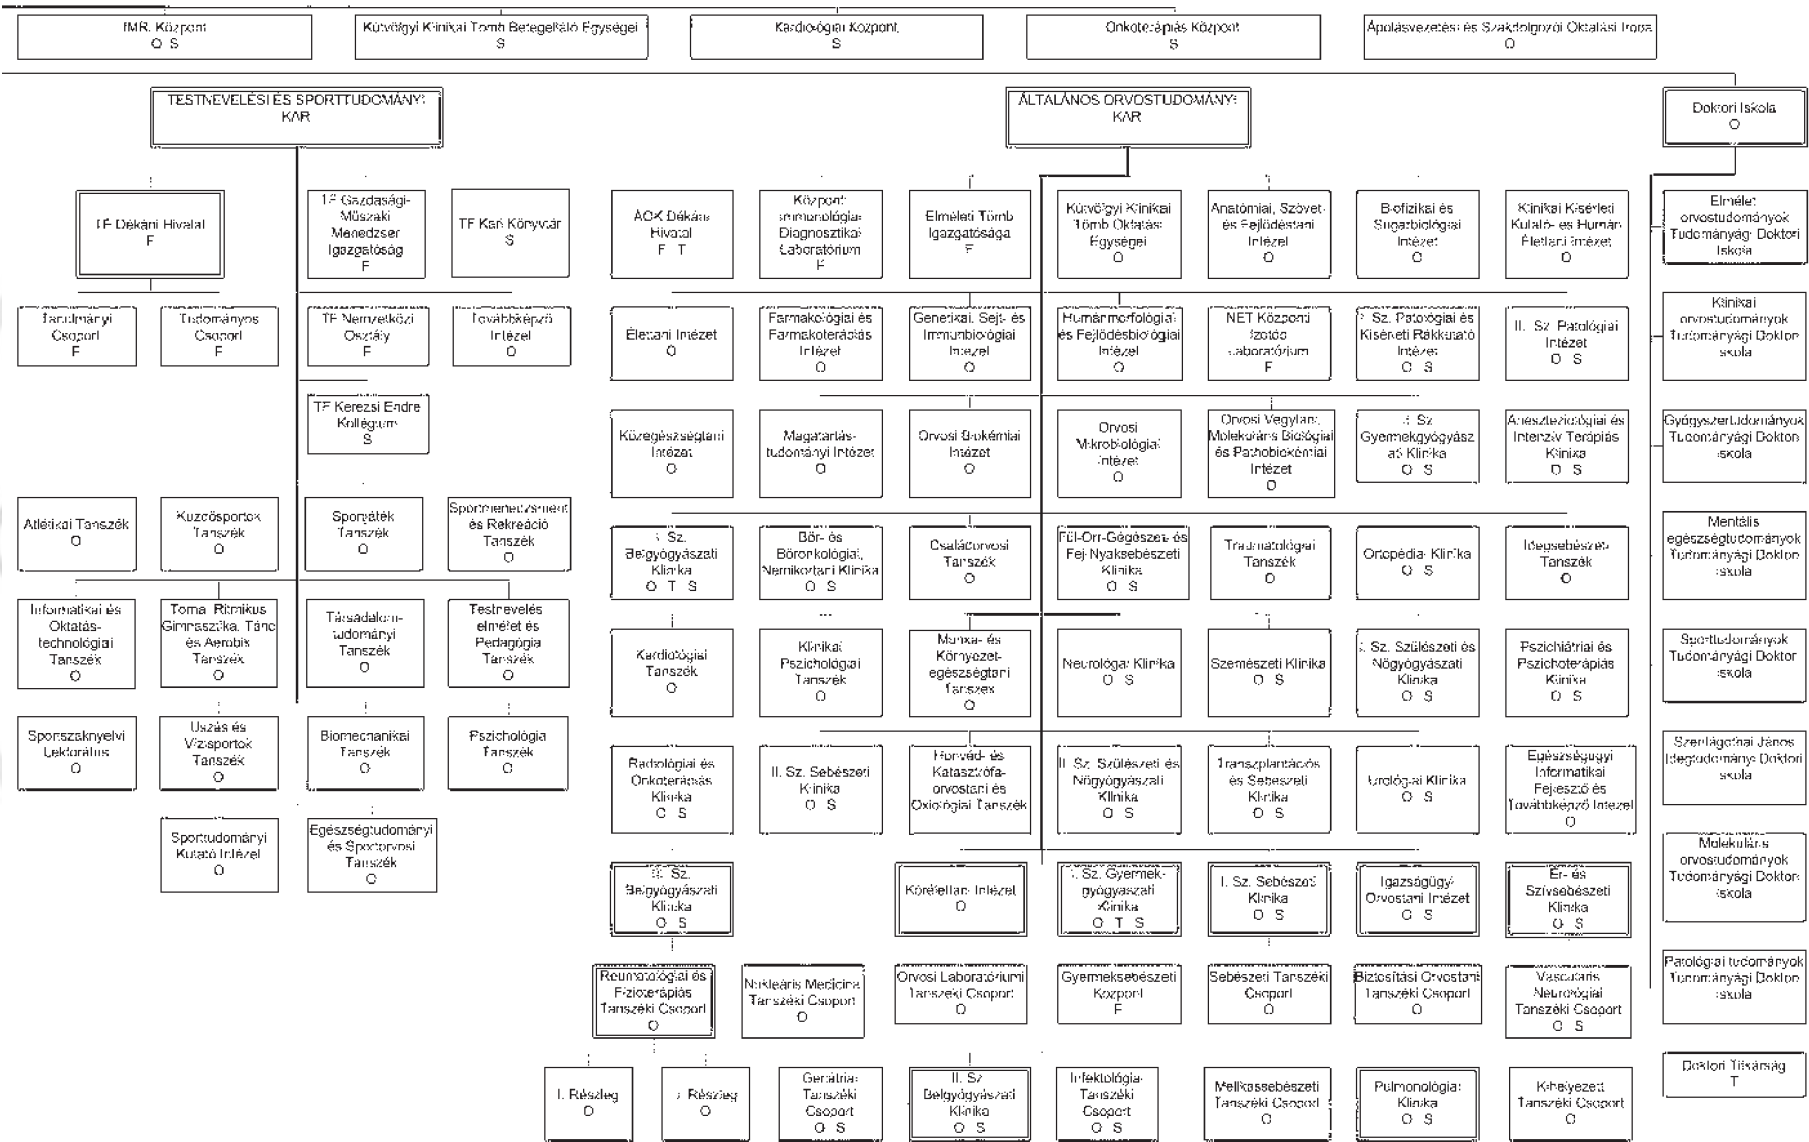 IMR. Központ
O S
Kútvölgyi Klinikai Tömb Betegellátó Egységei
S
Kardiológiai Központ
S
Onkoterápiás Központ
S
Ápolásvezetési és Szakdolgozói Oktatási Iroda
O
TESTNEVELÉSI ÉS SPORTTUDOMÁNYI
KAR
ÁLTALÁNOS ORVOSTUDOMÁNYI
KAR
Doktori Iskola
O
TF Dékáni Hivatal
F
TF Gazdasági-
Műszaki
Menedzser
Igazgatóság
F
TF Kari Könyvtár
S
ÁOK Dékáni
Hivatal
F T
Központi
Immunológiai
Diagnosztikai
Laboratórium
F
Elméleti Tömb
Igazgatósága
F
Kútvölgyi Klinikai
Tömb Oktatási
Egységei
O
Anatómiai, Szövet-
és Fejlődéstani
Intézet
O
Biofizikai és
Sugárbiológiai
Intézet
O
Klinikai Kísérleti
Kutató- és Humán
Élettani Intézet
O
Elméleti
orvostudományok
Tudományági Doktori
Iskola
Tanulmányi
Csoport
F
Tudományos
Csoport
F
TF Nemzetközi
Osztály
F
Továbbképző
Intézet
O
Élettani Intézet
O
Farmakológiai és
Farmakoterápiás
Intézet
O
Genetikai, Sejt- és
Immunbiológiai
Intézet
O
Humánmorfológiai
és Fejlődésbiológiai
Intézet
O
NET Központi
Izotóp
Laboratórium
F
I. Sz. Patológiai és
Kísérleti Rákkutató
Intézet
O S
II. Sz. Patológiai
Intézet
O S
Klinikai
orvostudományok
Tudományági Doktori
Iskola
TF Kerezsi Endre
Kollégium
S
Közegészségtani
Intézet
O
Magatartás-
tudományi Intézet
O
Orvosi Biokémiai
Intézet
O
Orvosi
Mikrobiológiai
Intézet
O
Orvosi Vegytani,
Molekuláris Biológiai
és Pathobiokémiai
Intézet
O
II. Sz.
Gyermekgyógyász
ati Klinika
O S
Aneszteziológiai és
Intenzív Terápiás
Klinika
O S
Gyógyszertudományok
Tudományági Doktori
Iskola
Atlétikai Tanszék
O
Küzdősportok
Tanszék
O
Sportjáték
Tanszék
O
Sportmenedzsment
és Rekreáció
Tanszék
O
I. Sz.
Belgyógyászati
Klinika
O T S
Bőr- és
Bőronkológiai,
Nemikórtani Klinika
O S
Családorvosi
Tanszék
O
Fül-Orr-Gégészeti és
Fej-Nyaksebészeti
Klinika
O S
Traumatológiai
Tanszék
O
Ortopédiai Klinika
O S
Idegsebészeti
Tanszék
O
Mentális
egészségtudományok
Tudományági Doktori
Iskola
Informatikai és
Oktatás-
technológiai
Tanszék
O
Torna, Ritmikus
Gimnasztika, Tánc
és Aerobik
Tanszék
O
Társadalom-
tudományi
Tanszék
O
Testnevelés
elmélet és
Pedagógia
Tanszék
O
Kardiológiai
Tanszék
O
Klinikai
Pszichológiai
Tanszék
O
Munka- és
Környezet-
egészségtani
Tanszék
O
Neurológiai Klinika
O S
Szemészeti Klinika
O S
I. Sz. Szülészeti és
Nőgyógyászati
Klinika
O S
Pszichiátriai és
Pszichoterápiás
Klinika
O S
Sporttudományok
Tudományági Doktori
Iskola
Sportszaknyelvi
Lektorátus
O
Úszás és
Vízisportok
Tanszék
O
Biomechanikai
Tanszék
O
Pszichológia
Tanszék
O
Radiológiai és
Onkoterápiás
Klinika
O S
II. Sz. Sebészeti
Klinika
O S
Honvéd- és
Katasztrófa-
orvostani és
Oxiológiai Tanszék
II. Sz. Szülészeti és
Nőgyógyászati
Klinika
O S
Transzplantációs
és Sebészeti
Klinika
O S
Urológiai Klinika
O S
Egészségügyi
Informatikai
Fejlesztő és
Továbbképző Intézet
O
Szentágothai János
Idegtudományi Doktori
Iskola
Sporttudományi
Kutató Intézet
O
Egészségtudományi
és Sportorvosi
Tanszék
O
III. Sz.
Belgyógyászati
Klinika
O S
Kórélettani Intézet
O
I. Sz. Gyermek-
gyógyászati
Klinika
O T S
I. Sz. Sebészeti
Klinika
O S
Igazságügyi
Orvostani Intézet
O S
Ér- és
Szívsebészeti
Klinika
O S
Molekuláris
orvostudományok
Tudományági Doktori
Iskola
Reumatológiai és
Fizioterápiás
Tanszéki Csoport
O
Nukleáris Medicina
Tanszéki Csoport
O
Orvosi Laboratóriumi
Tanszéki Csoport
O
Gyermeksebészeti
Központ
F
Sebészeti Tanszéki
Csoport
O
Biztosítási Orvostani
Tanszéki Csoport
O
Vascularis
Neurológiai
Tanszéki Csoport
O S
Patológiai tudományok
Tudományági Doktori
Iskola
I. Részleg
O
II. Részleg
O
Geriátriai
Tanszéki
Csoport
O S
II. Sz.
Belgyógyászati
Klinika
O S
Infektológiai
Tanszéki
Csoport
O S
Mellkassebészeti
Tanszéki Csoport
O
Pulmonológiai
Klinika
O S
Kihelyezett
Tanszéki Csoport
O
Doktori Titkárság
T